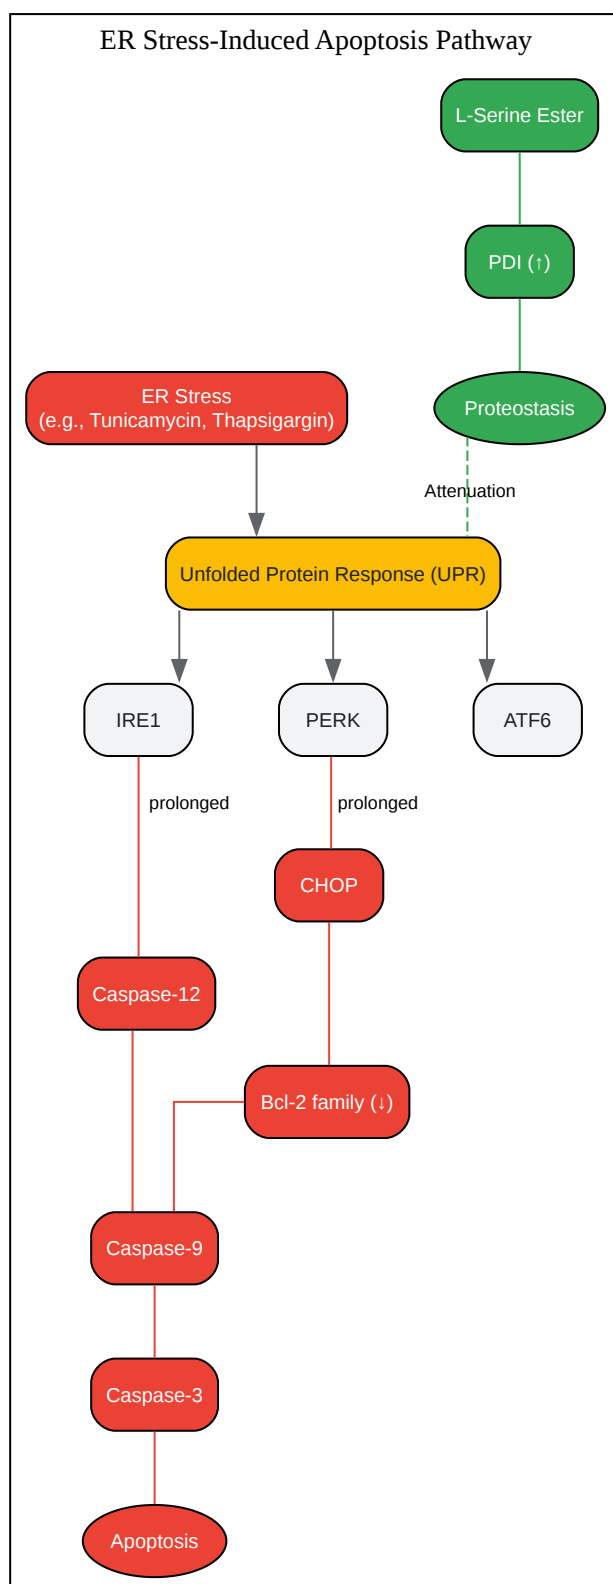 ER Stress-Induced Apoptosis Pathway
L-Serine Ester
PDI (↑)
ER Stress
(e.g., Tunicamycin, Thapsigargin)
Proteostasis
Attenuation
Unfolded Protein Response (UPR)
IRE1
PERK
ATF6
prolonged
prolonged
CHOP
Caspase-12
Bcl-2 family (↓)
Caspase-9
Caspase-3
Apoptosis